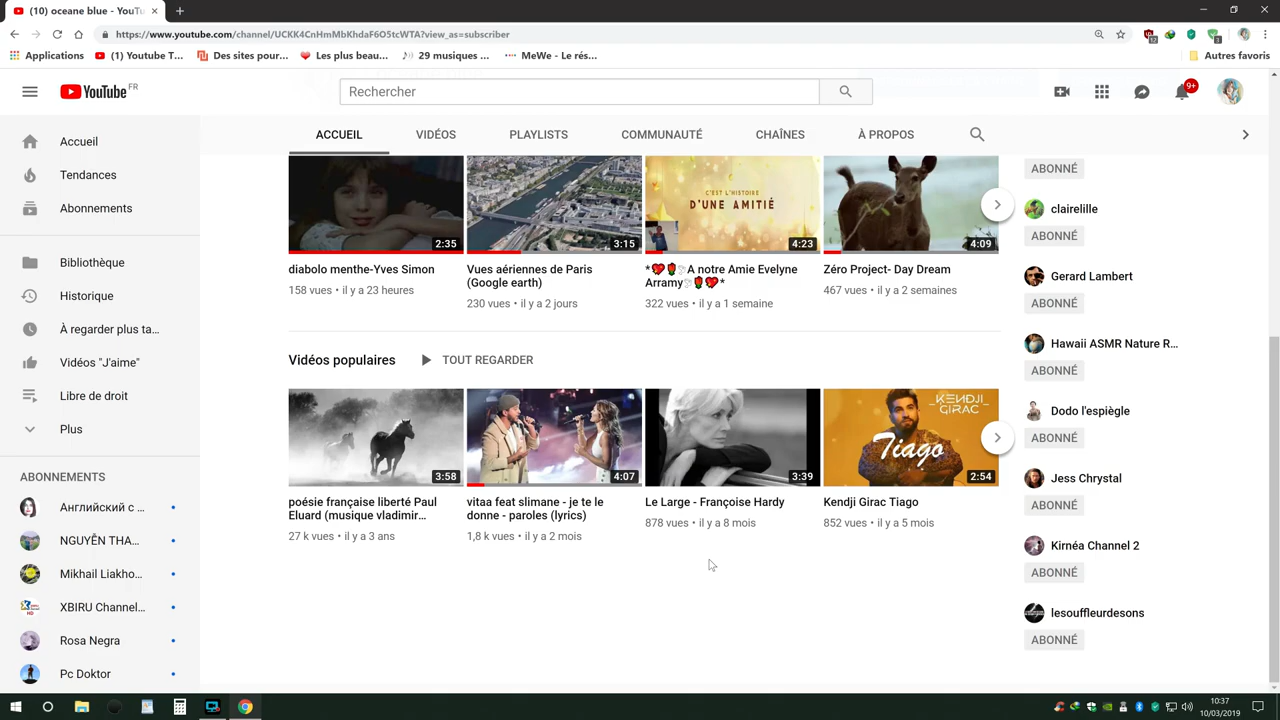 (10) oceane blue - YouTu
https://www.youtube.com/channel/UCKK4CnHmMbKhdaF6O5tcWTA?view_as=subscriber
Applications
(1) Youtube T...
Des sites pour...
Les plus beau...
29 musiques ...
MeWe - Le rés...
Autres favoris
YouTube FR
Rechercher
9+
ACCUEIL
VIDÉOS
PLAYLISTS
COMMUNAUTÉ
CHAÎNES
À PROPOS
Accueil
Tendances
Abonnements
Bibliothèque
Historique
À regarder plus ta...
Vidéos "J'aime"
Libre de droit
Plus
ABONNEMENTS
Английский с ...
NGUYỄN THA...
Mikhail Liakho...
XBIRU Channel...
Rosa Negra
Pc Doktor
2:35
3:15
C'EST L'HISTOIRE
D'UNE AMITIÉ
4:23
4:09
diabolo menthe-Yves Simon
158 vues • il y a 23 heures
Vues aériennes de Paris
(Google earth)
230 vues • il y a 2 jours
*💖🌹🕊A notre Amie Evelyne
Arramy🕊🌹💖*
322 vues • il y a 1 semaine
Zéro Project- Day Dream
467 vues • il y a 2 semaines
Vidéos populaires
TOUT REGARDER
3:58
4:07
3:39
KENDJI
GIRAC
Tiago
2:54
poésie française liberté Paul
Eluard (musique vladimir...
27 k vues • il y a 3 ans
vitaa feat slimane - je te le
donne - paroles (lyrics)
1,8 k vues • il y a 2 mois
Le Large - Françoise Hardy
878 vues • il y a 8 mois
Kendji Girac Tiago
852 vues • il y a 5 mois
ABONNÉ
clairelille
ABONNÉ
Gerard Lambert
ABONNÉ
Hawaii ASMR Nature R...
ABONNÉ
Dodo l'espiègle
ABONNÉ
Jess Chrystal
ABONNÉ
Kirnéa Channel 2
ABONNÉ
lesouffleurdesons
ABONNÉ
10:37
10/03/2019